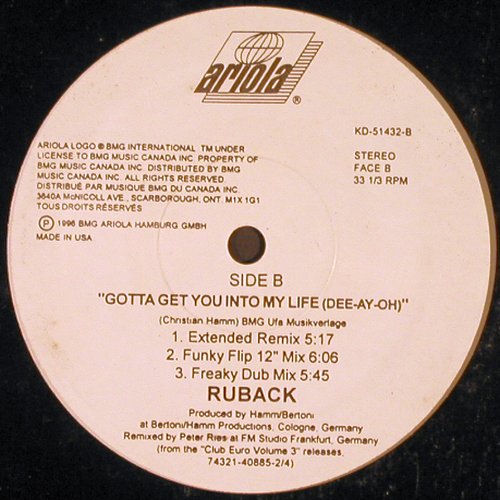 ariola®
KD-51432-B
ARIOLA LOGO ® BMG INTERNATIONAL TM UNDER
LICENSE TO BMG MUSIC CANADA INC. PROPERTY OF
BMG MUSIC CANADA INC. DISTRIBUTED BY BMG
MUSIC CANADA INC. ALL RIGHTS RESERVED
DISTRIBUÉ PAR MUSIQUE BMG DU CANADA INC.
3640A McNICOLL AVE., SCARBOROUGH, ONT. M1X 1G1
TOUS DROITS RÉSERVÉS
STEREO
FACE B
33 1/3 RPM
Ⓟ 1996 BMG ARIOLA HAMBURG GMBH
MADE IN USA
SIDE B
"GOTTA GET YOU INTO MY LIFE (DEE-AY-OH)"
(Christian Hamm) BMG Ufa Musikverlage
1. Extended Remix 5:17
2. Funky Flip 12" Mix 6:06
3. Freaky Dub Mix 5:45
RUBACK
Produced by Hamm/Bertoni
at Bertoni/Hamm Productions, Cologne, Germany
Remixed by Peter Ries at FM Studio Frankfurt, Germany
(from the "Club Euro Volume 3" releases,
74321-40885-2/4)